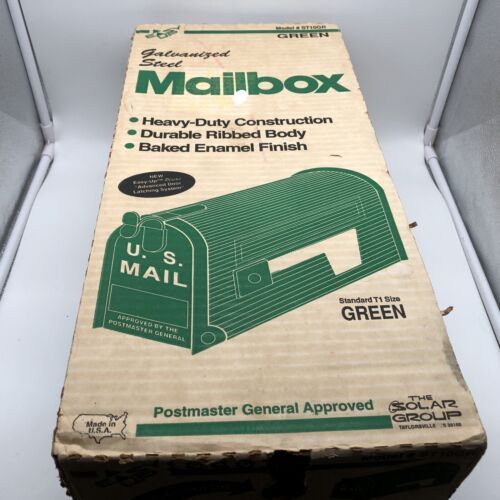 Model # ST10GR
GREEN
Galvanized
Steel
Mailbox
• Heavy-Duty Construction
• Durable Ribbed Body
• Baked Enamel Finish
NEW
Advanced Door
Latching System
U. S.
MAIL
APPROVED BY THE
POSTMASTER GENERAL
Standard T1 Size
GREEN
Made in
U.S.A.
Postmaster General Approved
THE
SOLAR
GROUP
TAYLORSVILLE